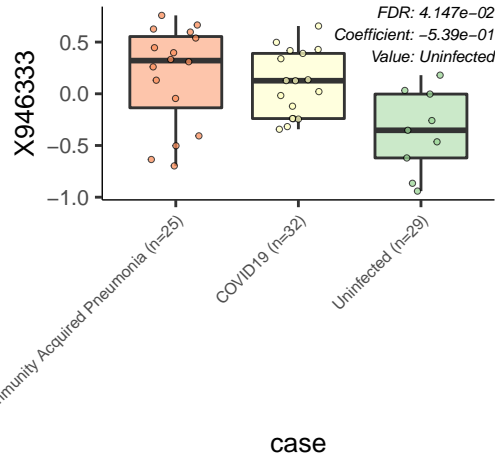 FDR: 4.147e−02
Coefficient: −5.39e−01
Value: Uninfected
X946333
0.5
0.0
−0.5
−1.0
Acquired Pneumonia (n=25)
COVID19 (n=32)
Uninfected (n=29)
case